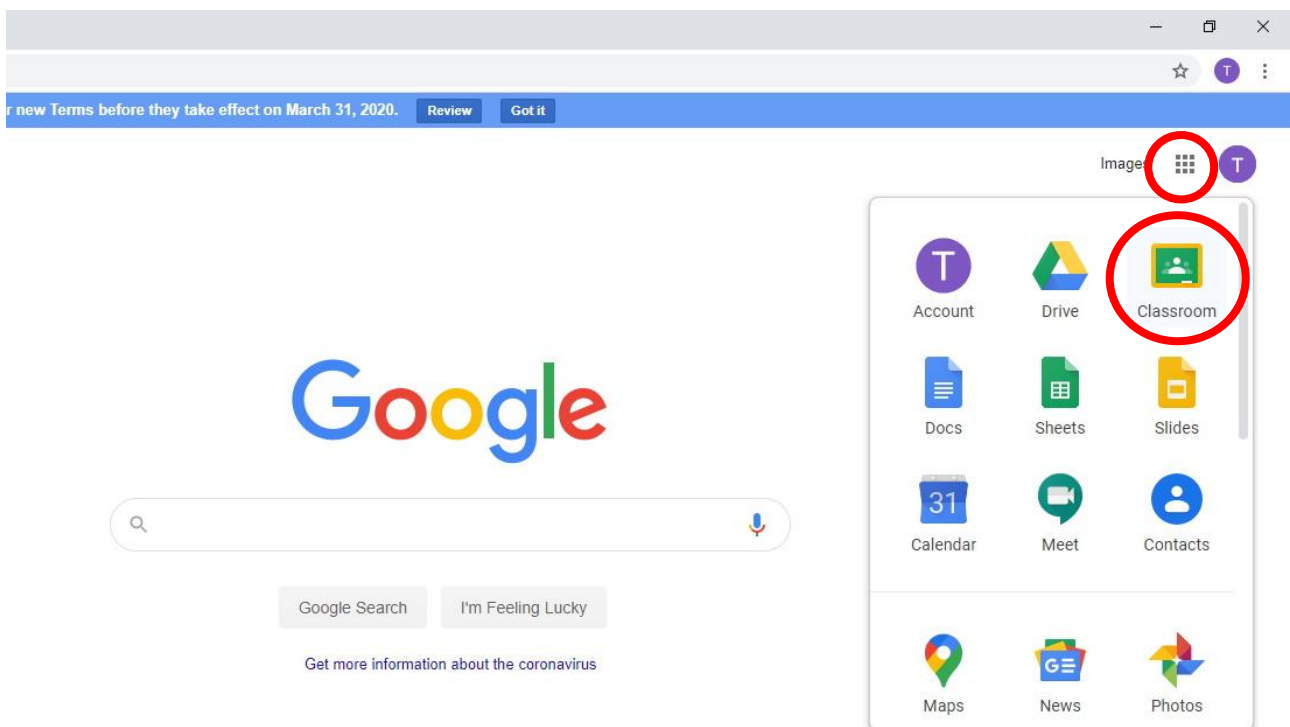 T
r new Terms before they take effect on March 31, 2020. Review Got it
Images T
T
Account Drive Classroom
Google
Docs Sheets Slides
31
Calendar Meet Contacts
Google Search I'm Feeling Lucky
Get more information about the coronavirus
GE
Maps News Photos